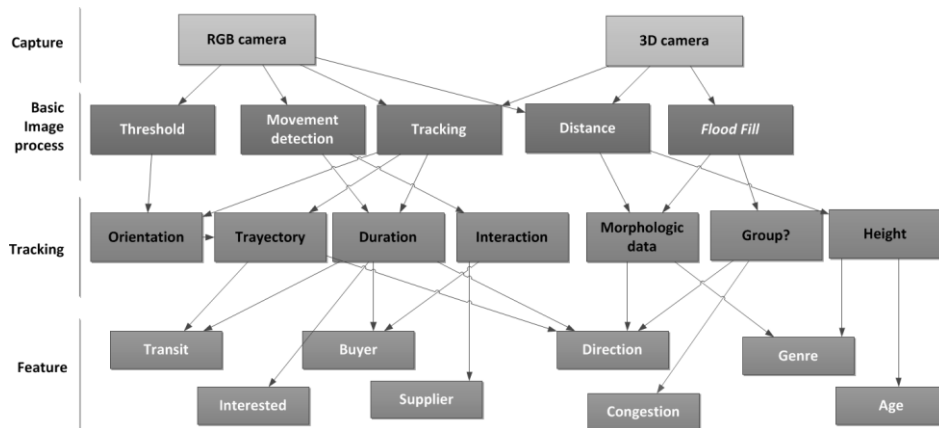 Capture
RGB camera
3D camera
Basic
Image
process
Threshold
Movement
detection
Tracking
Distance
Flood Fill
Tracking
Orientation
Trayectory
Duration
Interaction
Morphologic
data
Group?
Height
Feature
Transit
Buyer
Direction
Genre
Interested
Supplier
Congestion
Age